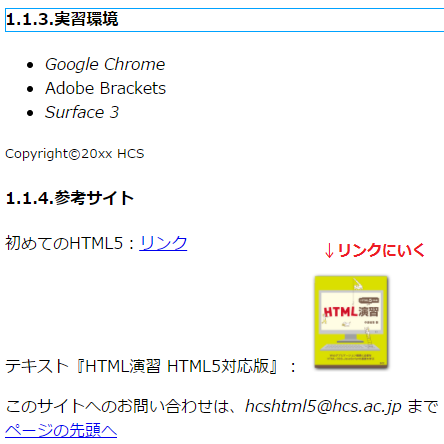 1.1.3.実習環境
Google Chrome
Adobe Brackets
Surface 3
Copyright©20xx HCS
1.1.4.参考サイト
初めてのHTML5：リンク
↓リンクにいく
HTML演習
テキスト『HTML演習 HTML5対応版』：
このサイトへのお問い合わせは、hcshtml5@hcs.ac.jp まで
ページの先頭へ